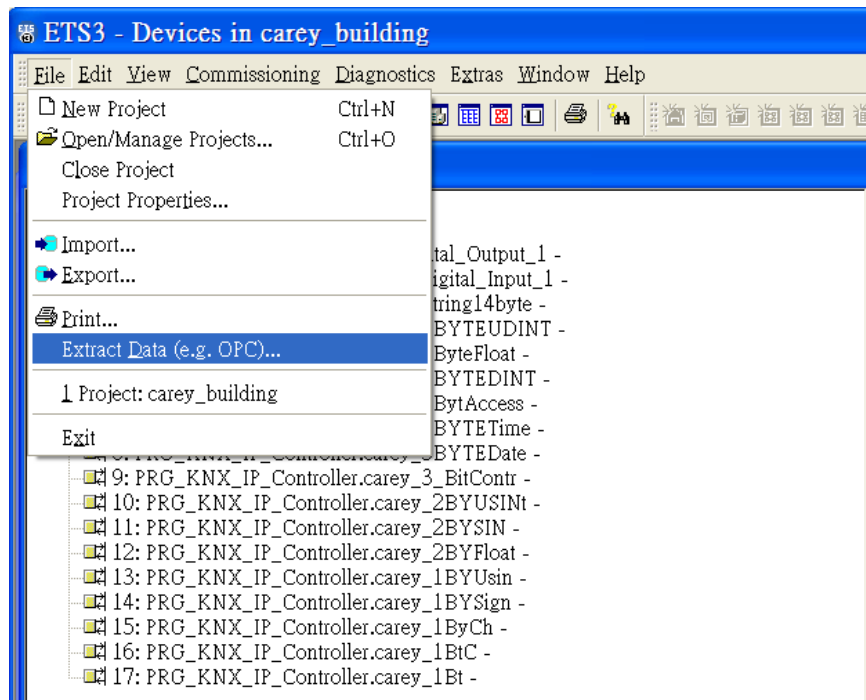 ETS3 - Devices in carey_building
File Edit View Commissioning Diagnostics Extras Window Help
New Project Ctrl+N
Open/Manage Projects... Ctrl+O
Close Project
Project Properties...
Import...
Export...
Print...
Extract Data (e.g. OPC)...
1 Project: carey_building
Exit
tal_Output_1 -
igital_Input_1 -
tring14byte -
BYTEUDINT -
ByteFloat -
BYTEDINT -
BytAccess -
BYTETime -
BYTEDate -
9: PRG_KNX_IP_Controller.carey_3_BitContr -
10: PRG_KNX_IP_Controller.carey_2BYUSINt -
11: PRG_KNX_IP_Controller.carey_2BYSIN -
12: PRG_KNX_IP_Controller.carey_2BYFloat -
13: PRG_KNX_IP_Controller.carey_1BYUsin -
14: PRG_KNX_IP_Controller.carey_1BYSign -
15: PRG_KNX_IP_Controller.carey_1ByCh -
16: PRG_KNX_IP_Controller.carey_1BtC -
17: PRG_KNX_IP_Controller.carey_1Bt -